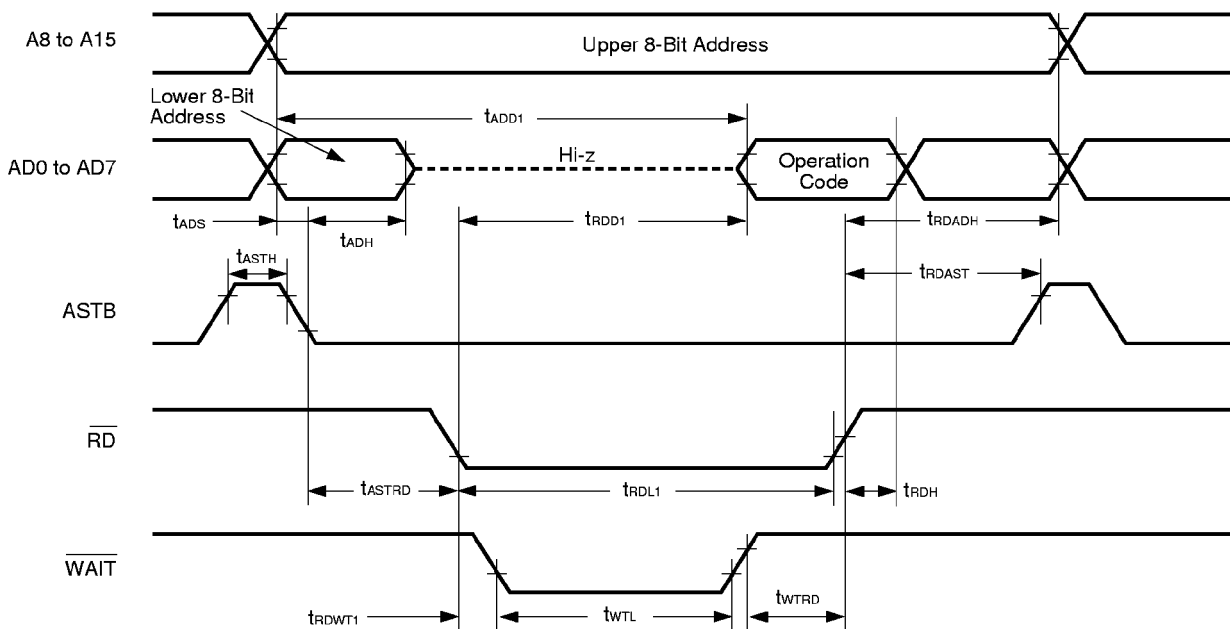 A8 to A15
Upper 8-Bit Address
Lower 8-Bit
Address
tADD1
AD0 to AD7
Hi-z
Operation
Code
tADS
tADH
tRDD1
tRDADH
tASTH
tRDAST
ASTB
RD
tASTRD
tRDL1
tRDH
WAIT
tRDWT1
tWTL
tWTRD